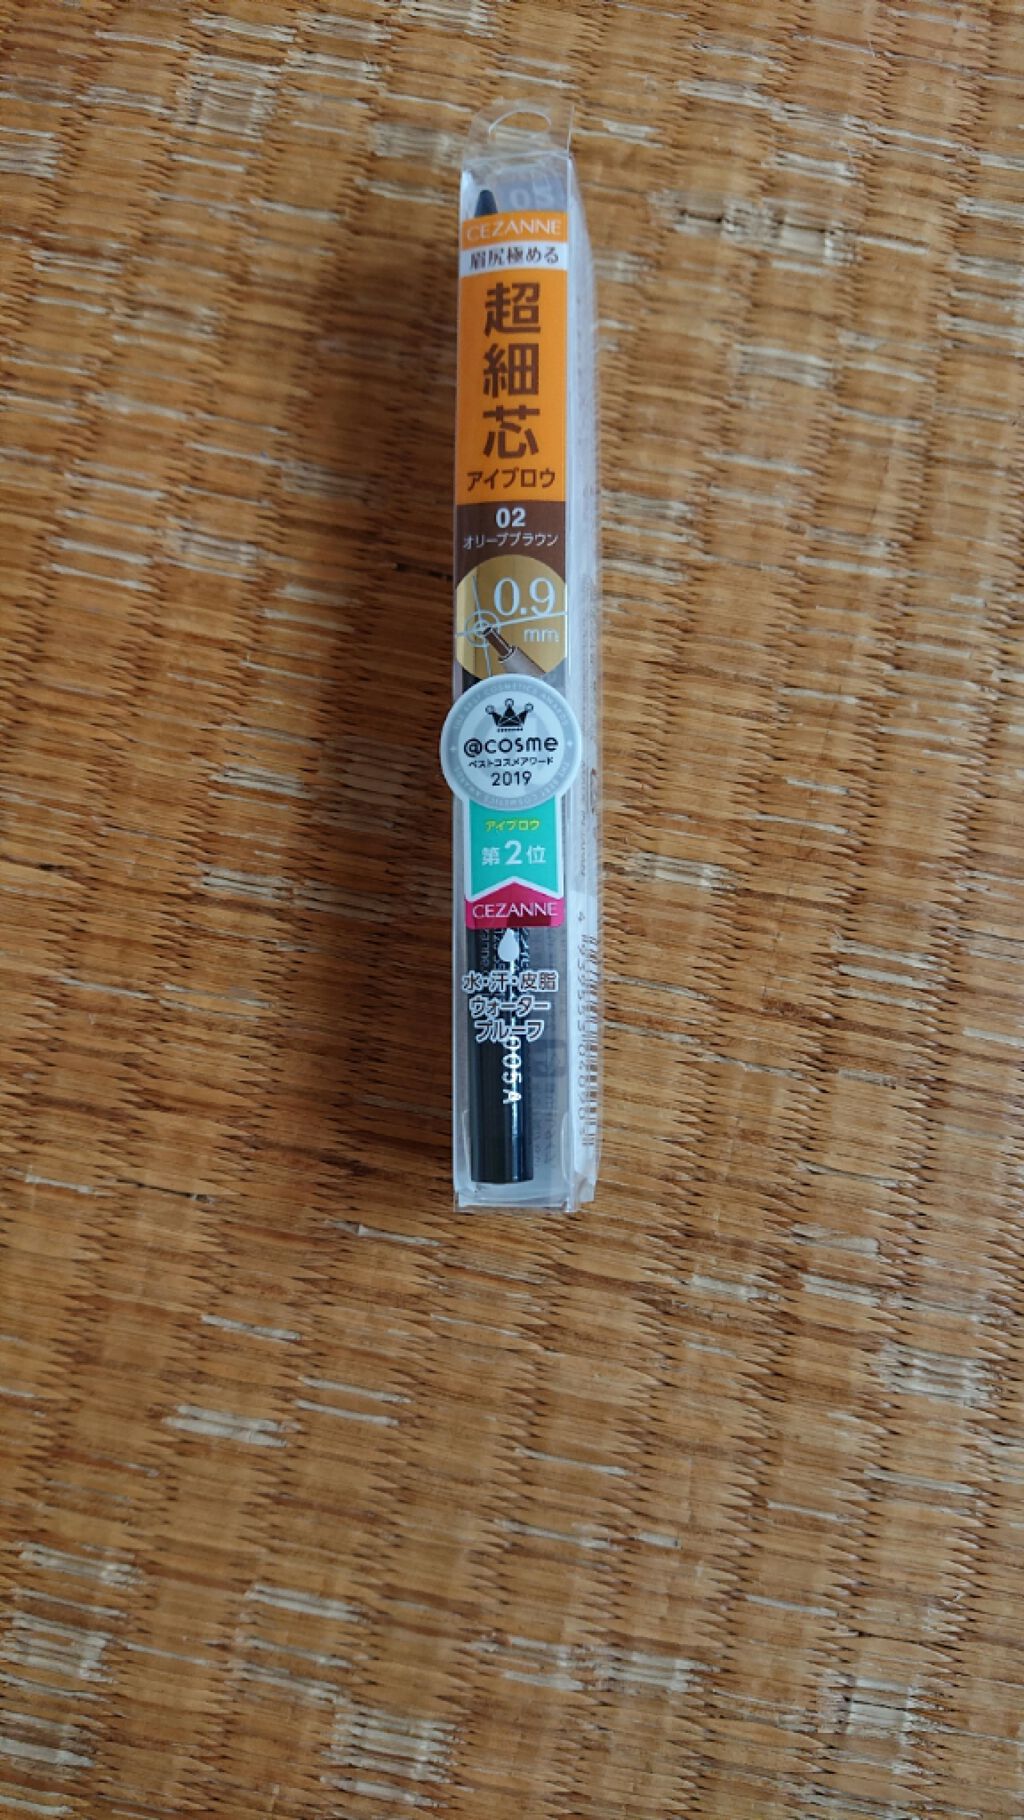 CEZANNE
眉尻極める
超細芯
アイブロウ
02
オリーブブラウン
0.9
mm
@cosme
ベストコスメアワード
2019
アイブロウ
第2位
CEZANNE
水・汗・皮脂
ウォーター
プルーフ
005A